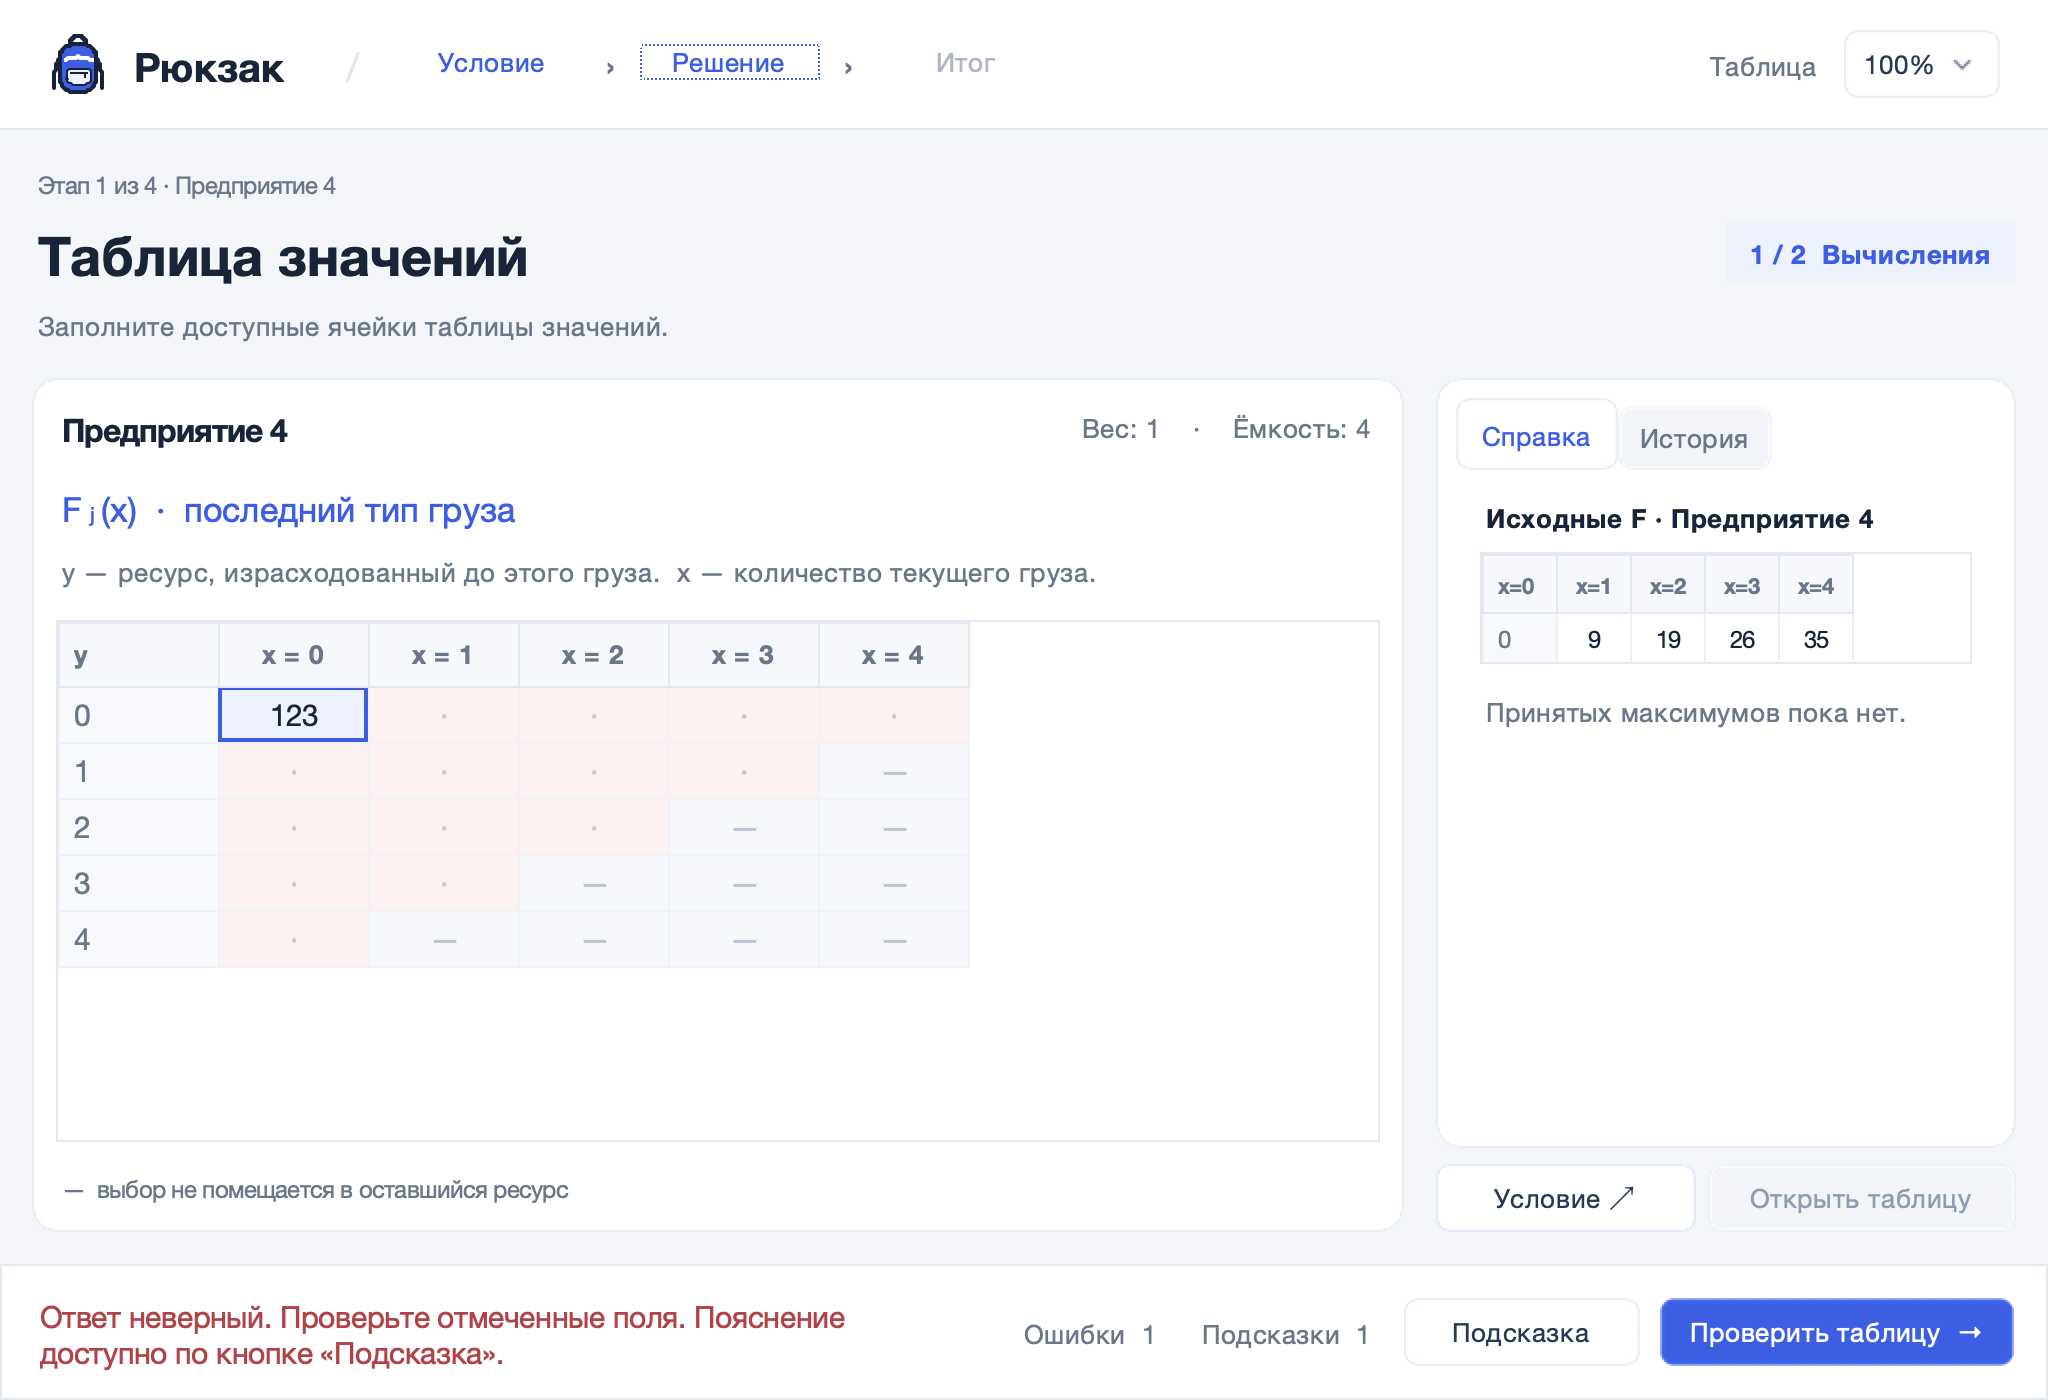 Рюкзак / Условие › Решение › Итог Таблица 100%
Этап 1 из 4 · Предприятие 4
Таблица значений
1 / 2 Вычисления
Заполните доступные ячейки таблицы значений.
Предприятие 4 Вес: 1 · Ёмкость: 4
F j (x) · последний тип груза
y — ресурс, израсходованный до этого груза. x — количество текущего груза.
y x = 0 x = 1 x = 2 x = 3 x = 4
0 123 · · · ·
1 · · · · —
2 · · · — —
3 · · — — —
4 · — — — —
— выбор не помещается в оставшийся ресурс
Справка История
Исходные F · Предприятие 4
x=0 x=1 x=2 x=3 x=4
0 9 19 26 35
Принятых максимумов пока нет.
Условие ↗ Открыть таблицу
Ответ неверный. Проверьте отмеченные поля. Пояснение
доступно по кнопке «Подсказка».
Ошибки 1 Подсказки 1 Подсказка Проверить таблицу →